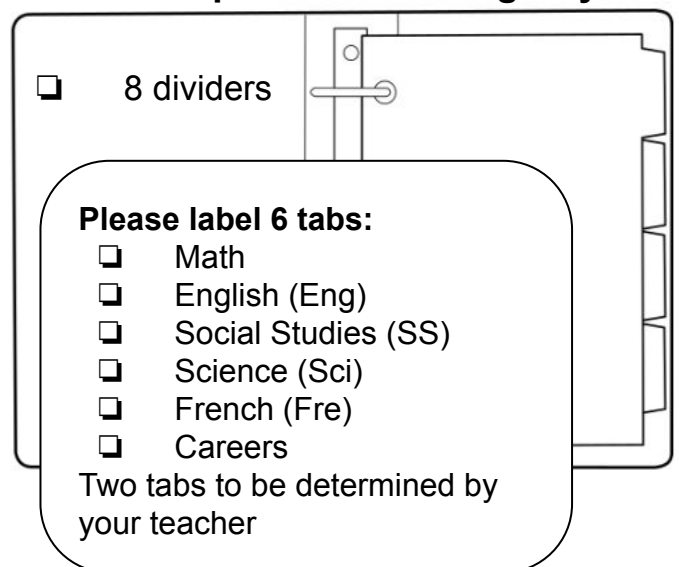 ❏ 8 dividers
Please label 6 tabs:
❏ Math
❏ English (Eng)
❏ Social Studies (SS)
❏ Science (Sci)
❏ French (Fre)
❏ Careers
Two tabs to be determined by
your teacher